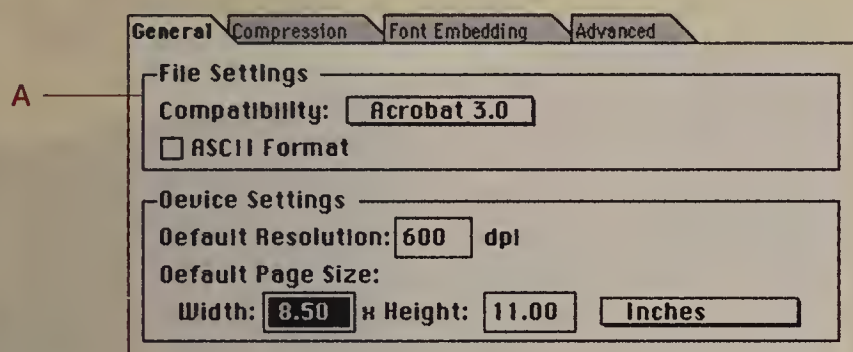 General Compression Font Embedding Advanced
File Settings
A
Compatibility: Acrobat 3.0
ASCII Format
Device Settings
Default Resolution: 600 dpi
Default Page Size:
Width: 8.50 x Height: 11.00 Inches